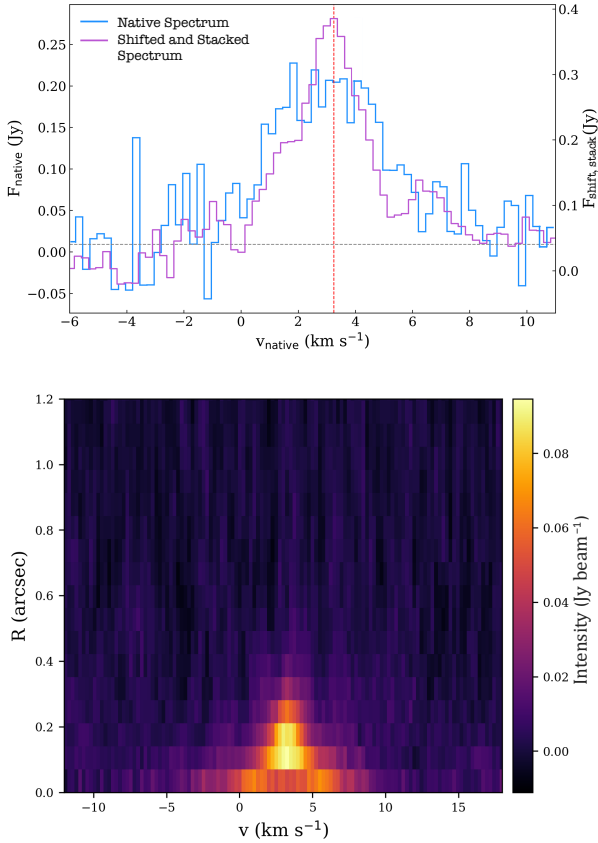 Native Spectrum
Shifted and Stacked
Spectrum
0.25
0.20
0.15
0.10
0.05
0.00
−0.05
F_native (Jy)
0.4
0.3
0.2
0.1
0.0
F_shift, stack (Jy)
−6 −4 −2 0 2 4 6 8 10
v_native (km s⁻¹)
1.2
1.0
0.8
0.6
0.4
0.2
0.0
R (arcsec)
−10 −5 0 5 10 15
v (km s⁻¹)
0.08
0.06
0.04
0.02
0.00
Intensity (Jy beam⁻¹)